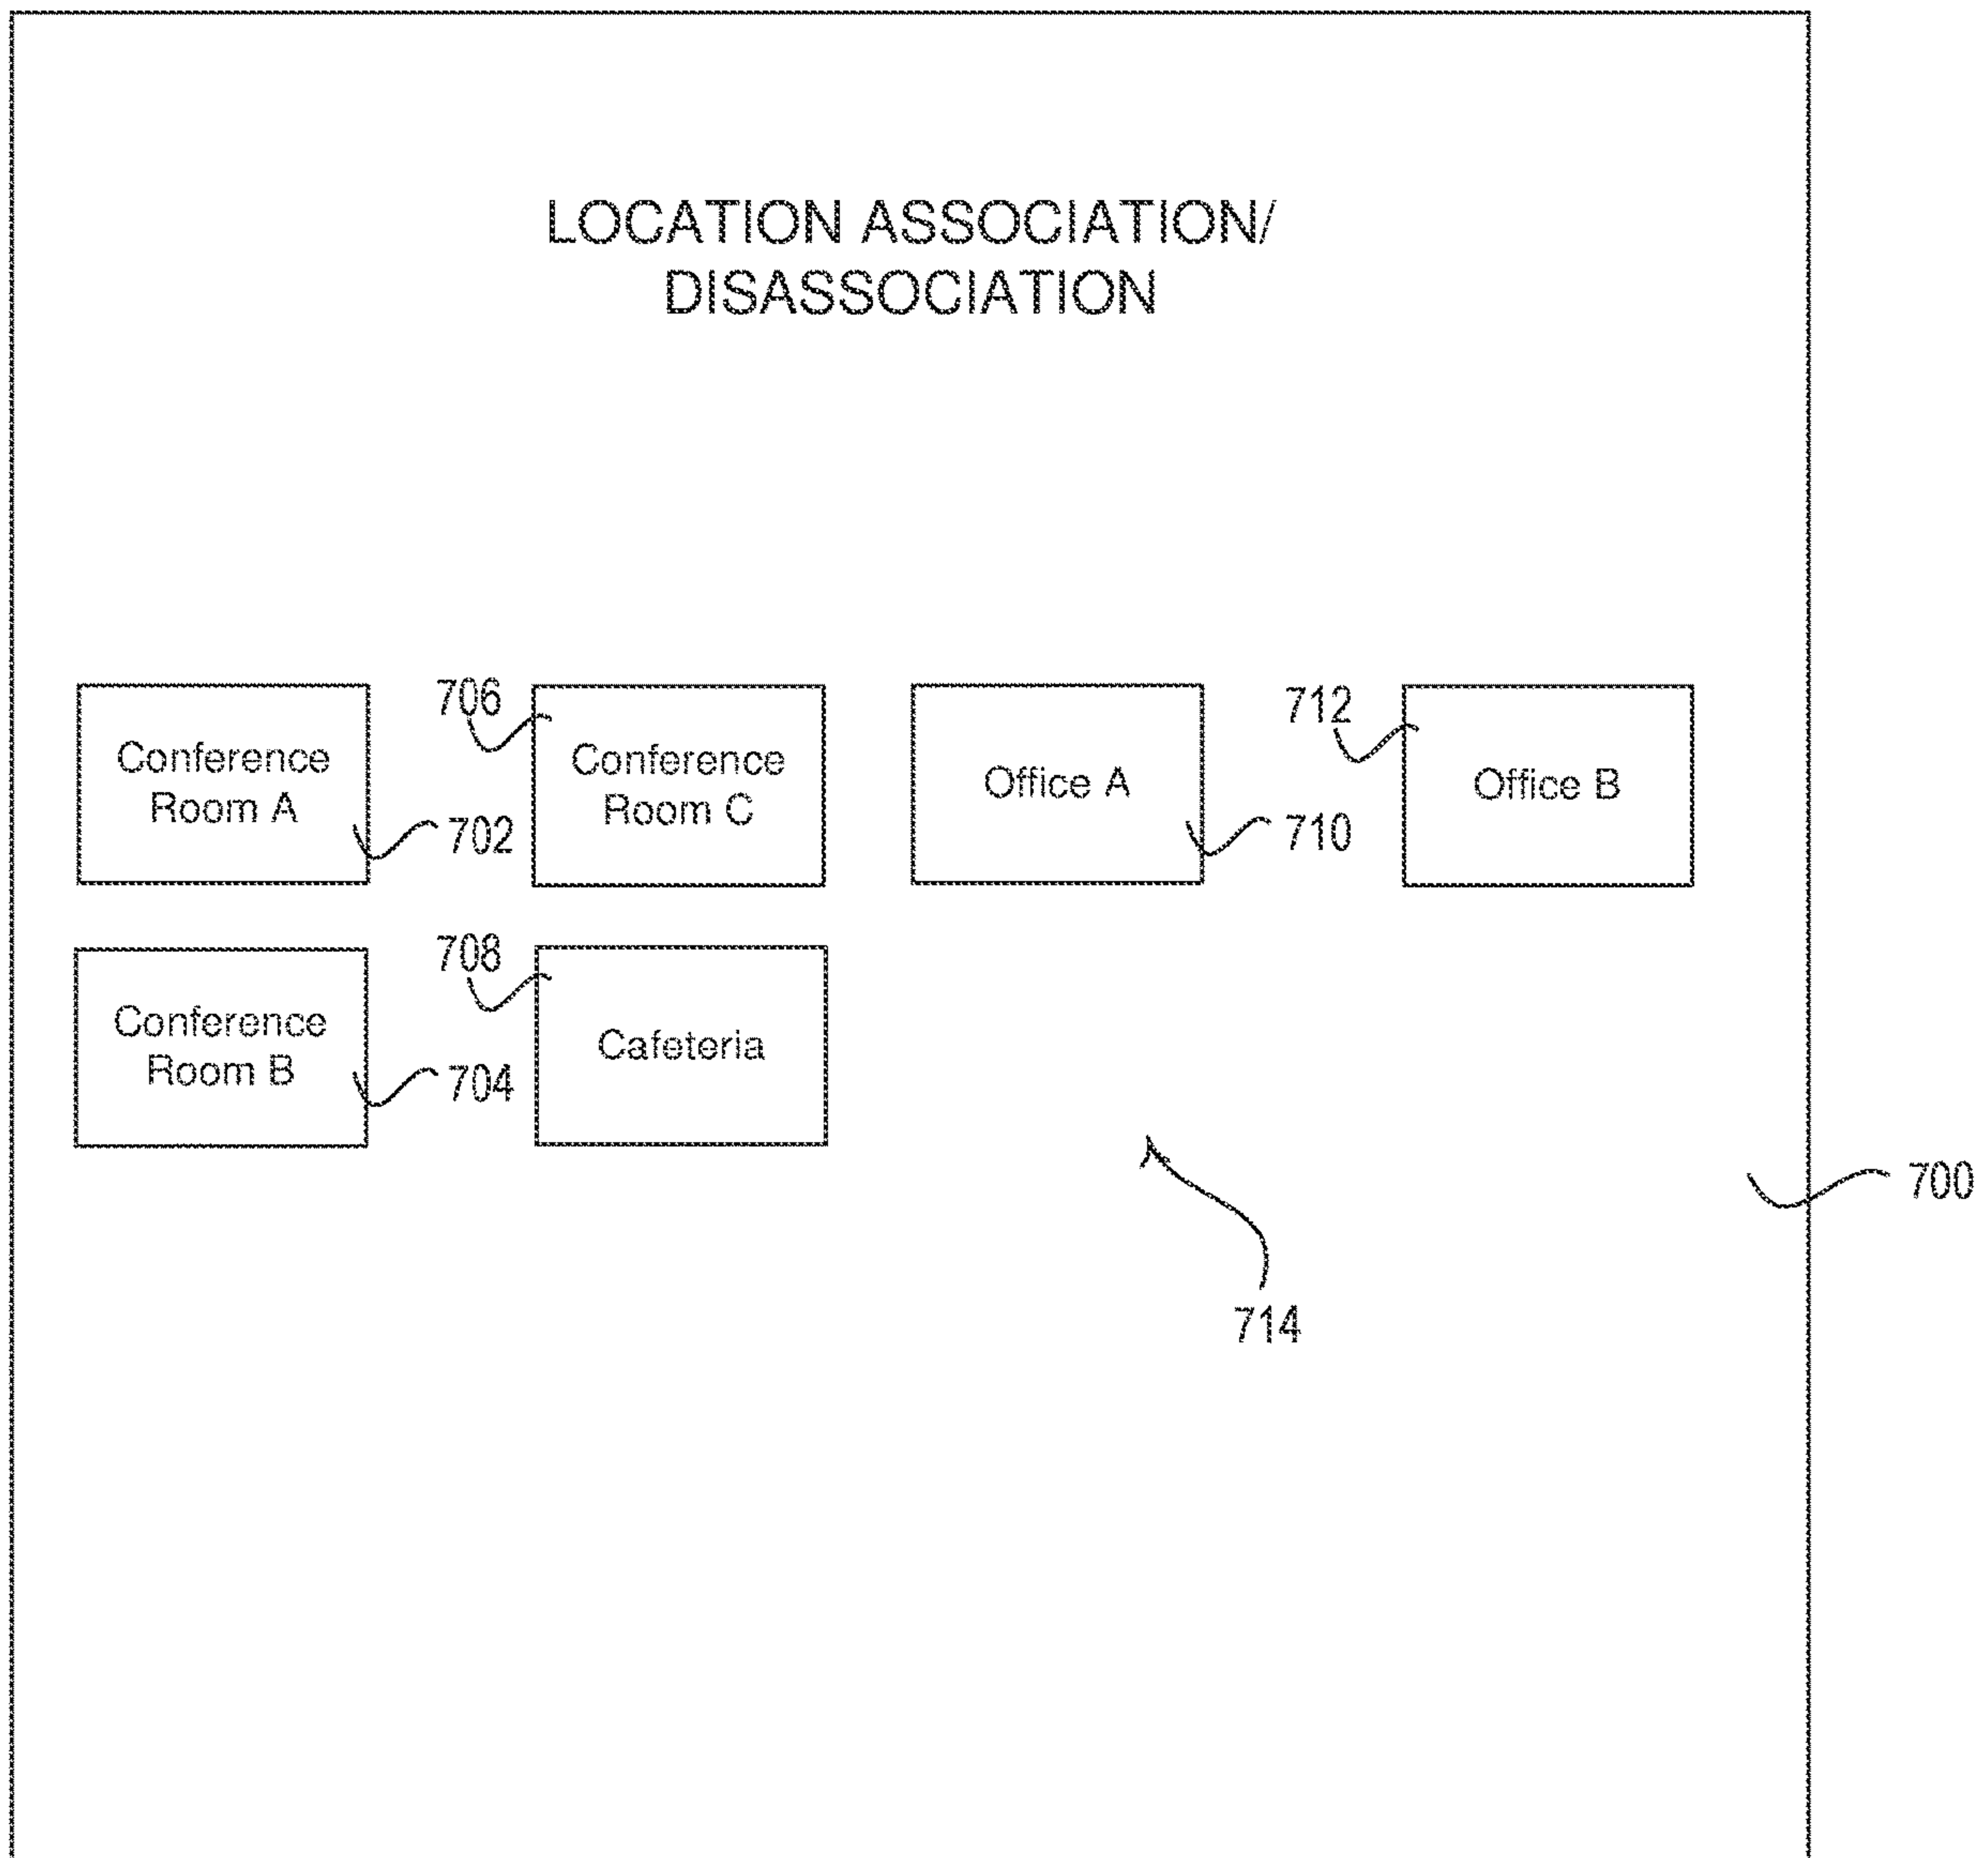 LOCATION ASSOCIATION/
DISASSOCIATION
Conference
Room A
702
706
Conference
Room C
Office A
710
712
Office B
Conference
Room B
704
708
Cafeteria
714
700